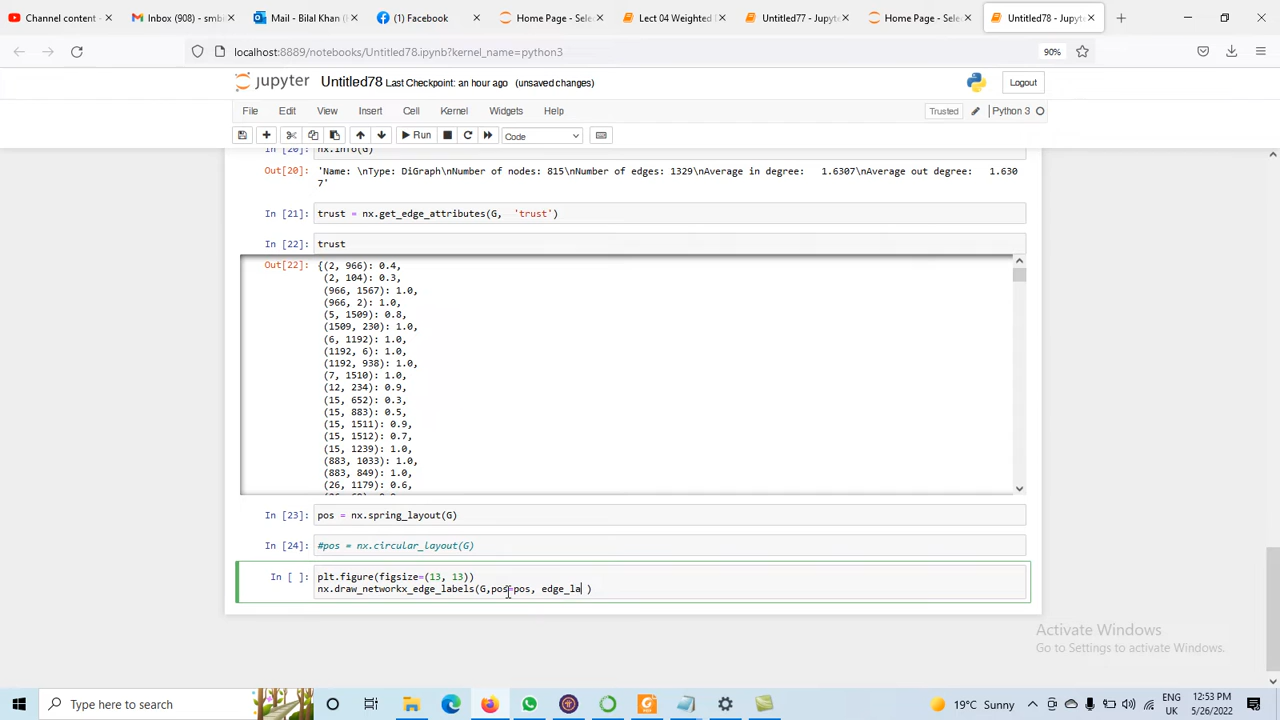 Content comment -
Inbox (908) - smb
Mail - Bilal Khan (
(1) Facebook
Home Page - Sele
Lect 04 Weighted
Untitled77 - Jupyte
Home Page - Sele
Untitled78 - Jupyte
localhost:8889/notebooks/Untitled78.ipynb?kernel_name=python3
90%
jupyter Untitled78 Last Checkpoint: an hour ago (unsaved changes)
Logout
File Edit View Insert Cell Kernel Widgets Help
Trusted
Python 3
Run
Code
In [20]: nx.info(G)
Out[20]: 'Name: \nType: DiGraph\nNumber of nodes: 815\nNumber of edges: 1329\nAverage in degree:   1.6307\nAverage out degree:   1.630
7'
In [21]: trust = nx.get_edge_attributes(G,  'trust')
In [22]: trust
Out[22]: {(2, 966): 0.4,
(2, 104): 0.3,
(966, 1567): 1.0,
(966, 2): 1.0,
(5, 1509): 0.8,
(1509, 230): 1.0,
(6, 1192): 1.0,
(1192, 6): 1.0,
(1192, 938): 1.0,
(7, 1510): 1.0,
(12, 234): 0.9,
(15, 652): 0.3,
(15, 883): 0.5,
(15, 1511): 0.9,
(15, 1512): 0.7,
(15, 1239): 1.0,
(883, 1033): 1.0,
(883, 849): 1.0,
(26, 1179): 0.6,
In [23]: pos = nx.spring_layout(G)
In [24]: #pos = nx.circular_layout(G)
In [ ]: plt.figure(figsize=(13, 13))
nx.draw_networkx_edge_labels(G,pos=pos, edge_la )
Activate Windows
Go to Settings to activate Windows.
Type here to search
19°C Sunny
ENG
UK
12:53 PM
5/26/2022